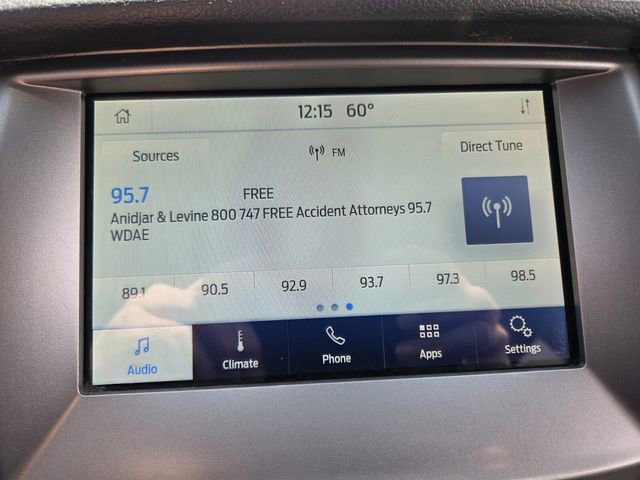 12:15 60°
Sources FM Direct Tune
95.7 FREE
Anidjar & Levine 800 747 FREE Accident Attorneys 95.7
WDAE
89.1 90.5 92.9 93.7 97.3 98.5
Audio Climate Phone Apps Settings